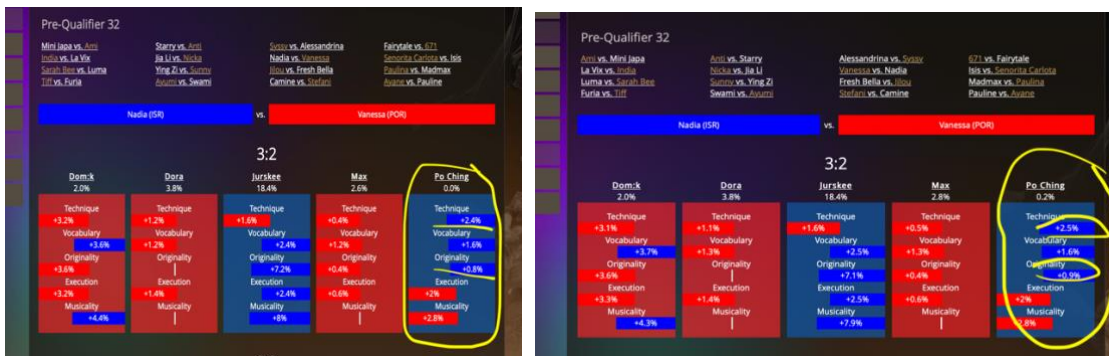 Pre-Qualifier 32
Mini Japa vs. Ami Starry vs. Anti Syssy vs. Alessandrina Fairytale vs. 671
India vs. La Vix Jia Li vs. Nicka Nadia vs. Vanessa Senorita Carlota vs. Isis
Sarah Bee vs. Luma Ying Zi vs. Sunny Jilou vs. Fresh Bella Paulina vs. Madmax
Tiff vs. Furia Ayumi vs. Swami Camine vs. Stefani Ayane vs. Pauline
Nadia (ISR) vs. Vanessa (POR)
3:2
Dom:k Dora Jurskee Max Po Ching
2.0% 3.8% 18.4% 2.6% 0.0%
Technique Technique Technique Technique Technique
+3.2% +1.2% +1.6% +0.4% +2.4%
Vocabulary Vocabulary Vocabulary Vocabulary Vocabulary
+3.6% +1.2% +2.4% +1.2% +1.6%
Originality Originality Originality Originality Originality
+3.6% +7.2% +0.4% +0.8%
Execution Execution Execution Execution Execution
+3.2% +1.4% +2.4% +0.6% +2%
Musicality Musicality Musicality Musicality Musicality
+4.4% +8% +2.8%
Pre-Qualifier 32
Ami vs. Mini Japa Anti vs. Starry Alessandrina vs. Syssy 671 vs. Fairytale
La Vix vs. India Nicka vs. Jia Li Vanessa vs. Nadia Isis vs. Senorita Carlota
Luma vs. Sarah Bee Sunny vs. Ying Zi Fresh Bella vs. Jilou Madmax vs. Paulina
Furia vs. Tiff Swami vs. Ayumi Stefani vs. Camine Pauline vs. Ayane
Nadia (ISR) vs. Vanessa (POR)
3:2
Dom:k Dora Jurskee Max Po Ching
2.0% 3.8% 18.4% 2.8% 0.2%
Technique Technique Technique Technique Technique
+3.1% +1.1% +1.6% +0.5% +2.5%
Vocabulary Vocabulary Vocabulary Vocabulary Vocabulary
+3.7% +1.3% +2.5% +1.3% +1.6%
Originality Originality Originality Originality Originality
+3.6% +7.1% +0.4% +0.9%
Execution Execution Execution Execution Execution
+3.3% +1.4% +2.5% +0.6% +2%
Musicality Musicality Musicality Musicality Musicality
+4.3% +7.9% +2.8%